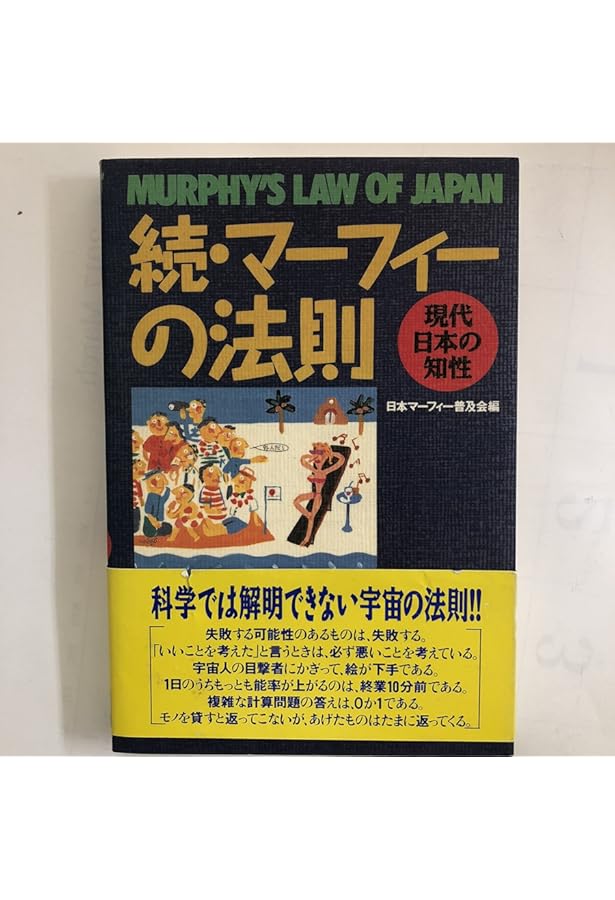 MURPHY'S LAW OF JAPAN
続・マーフィー
の法則
現代
日本の
知性
日本マーフィー普及会編
科学では解明できない宇宙の法則!!
失敗する可能性のあるものは、失敗する。
「いいことを考えた」と言うときは、必ず悪いことを考えている。
宇宙人の目撃者にかぎって、絵が下手である。
1日のうちもっとも能率が上がるのは、終業10分前である。
複雑な計算問題の答えは、0か1である。
モノを貸すと返ってこないが、あげたものはたまに返ってくる。